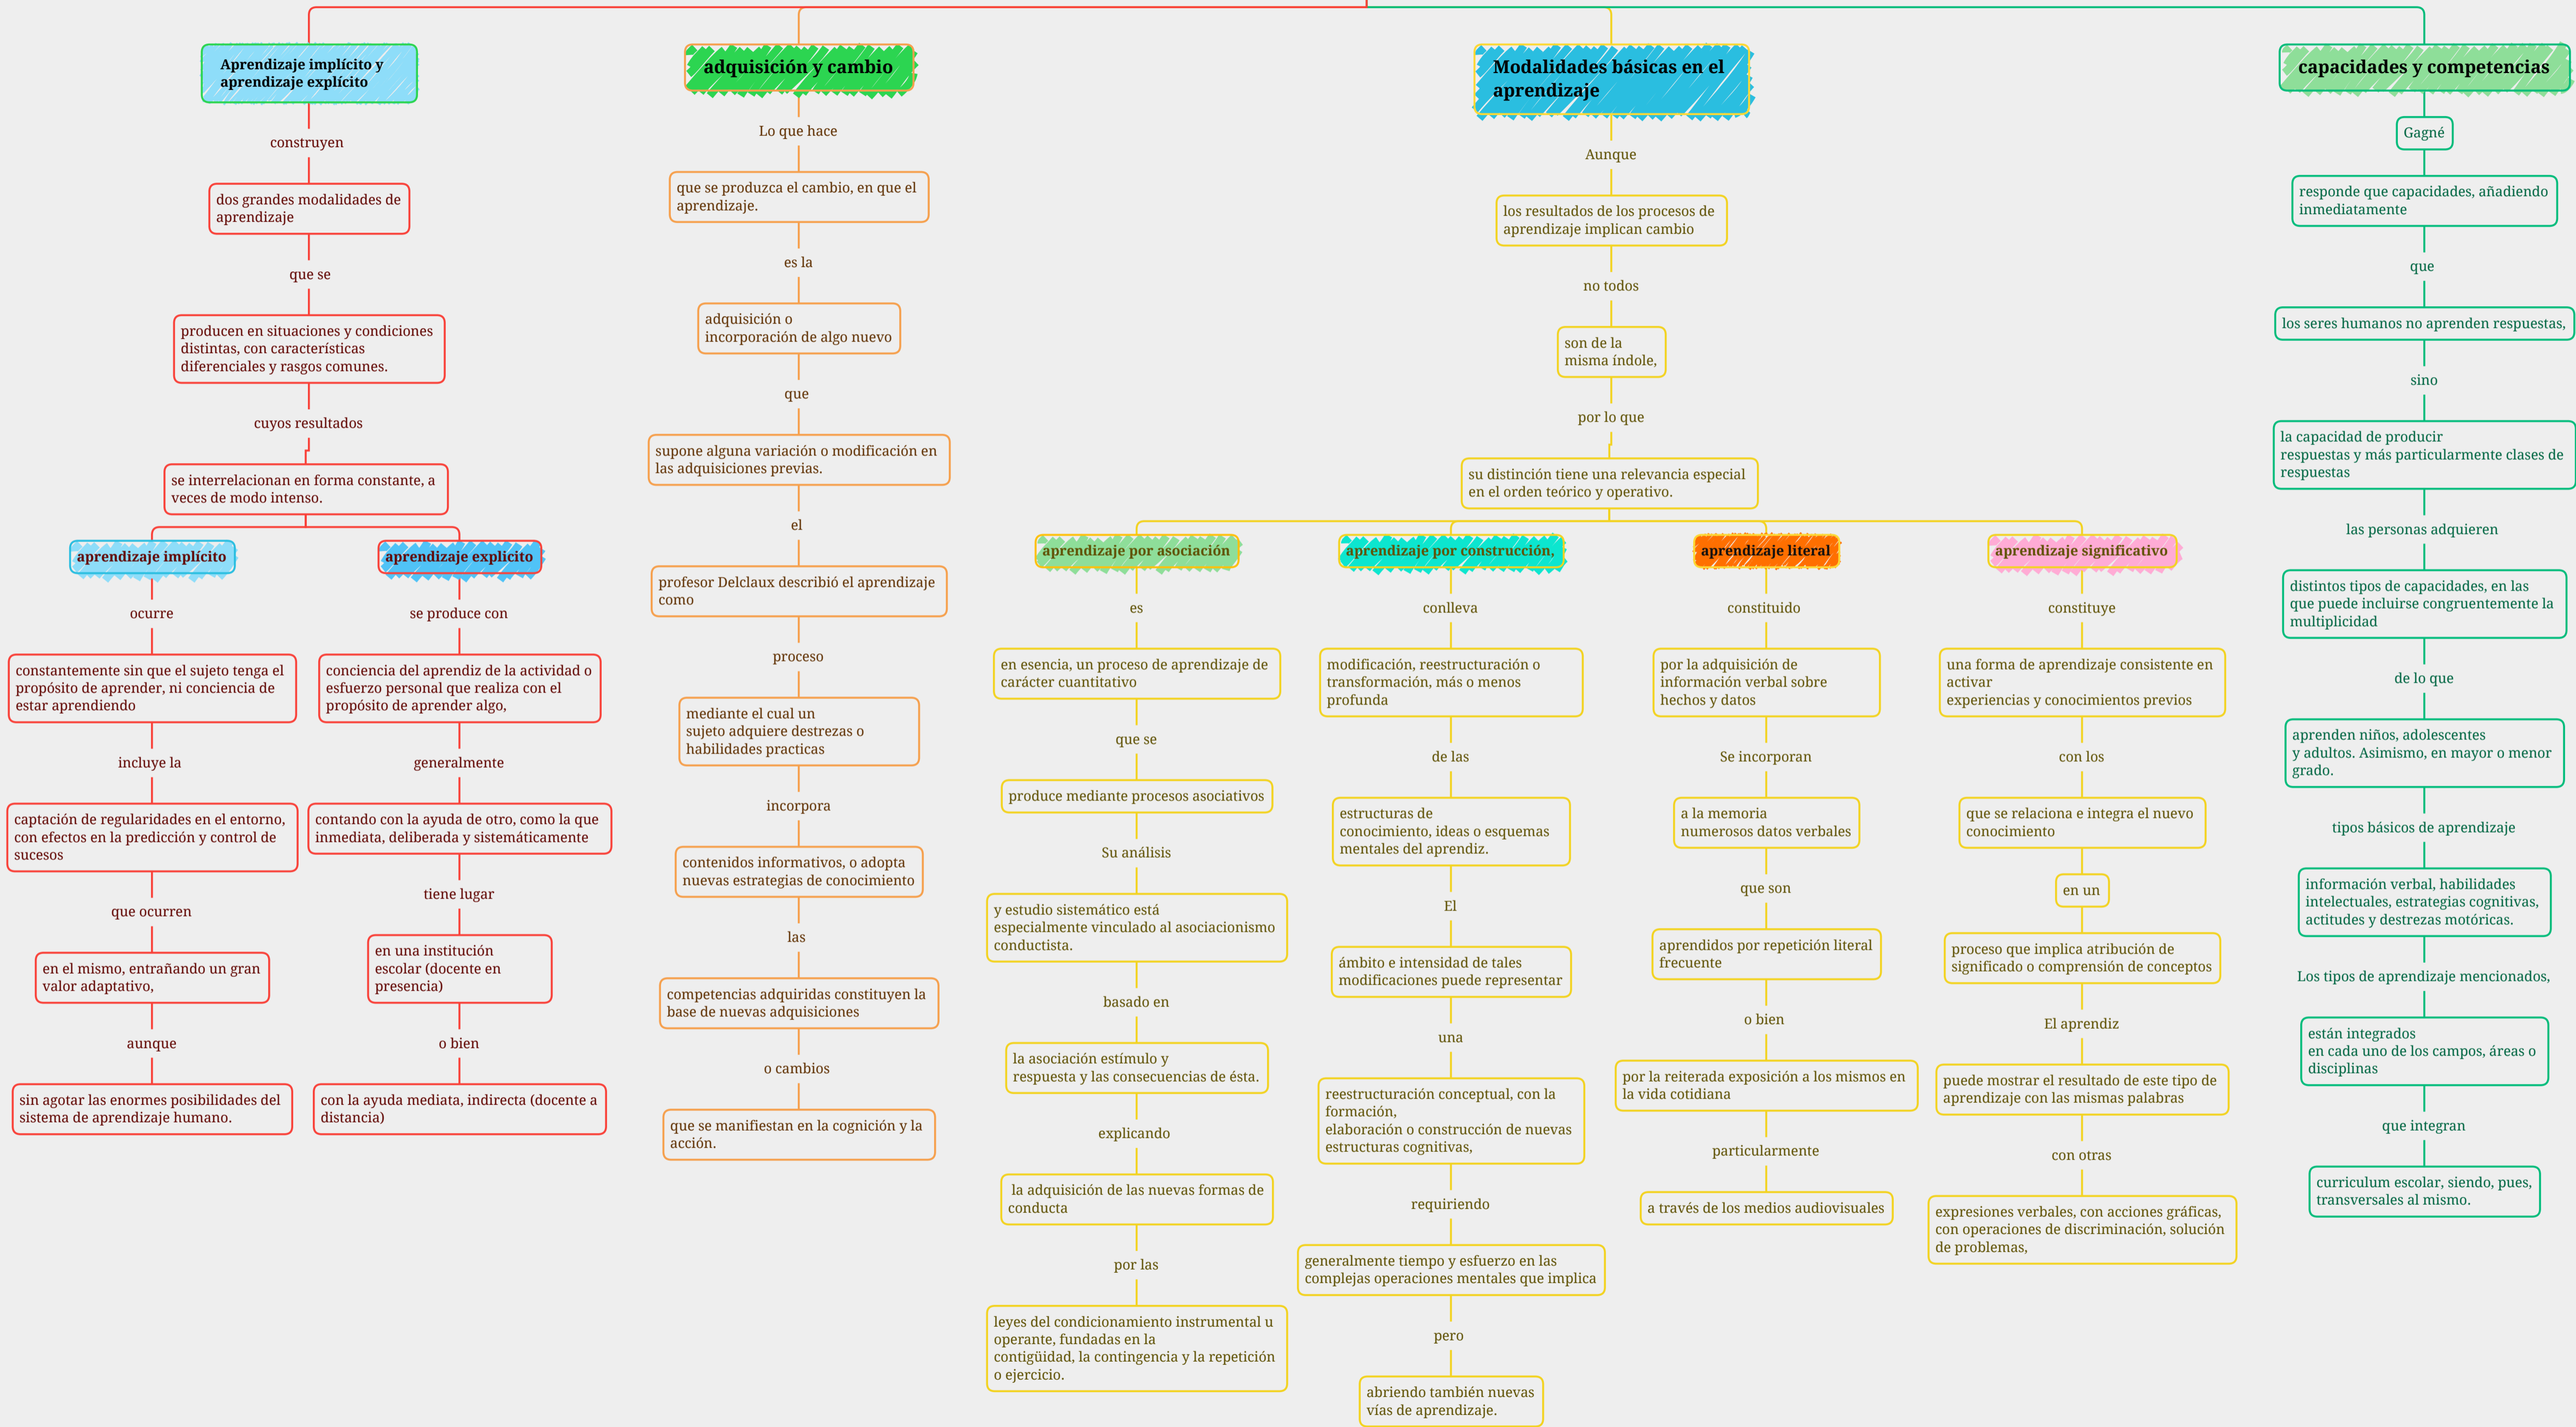 Aprendizaje implícito y
aprendizaje explícito
construyen
dos grandes modalidades de
aprendizaje
que se
producen en situaciones y condiciones
distintas, con características
diferenciales y rasgos comunes.
cuyos resultados
se interrelacionan en forma constante, a
veces de modo intenso.
aprendizaje implícito
ocurre
constantemente sin que el sujeto tenga el
propósito de aprender, ni conciencia de
estar aprendiendo
incluye la
captación de regularidades en el entorno,
con efectos en la predicción y control de
sucesos
que ocurren
en el mismo, entrañando un gran
valor adaptativo,
aunque
sin agotar las enormes posibilidades del
sistema de aprendizaje humano.
aprendizaje explicito
se produce con
conciencia del aprendiz de la actividad o
esfuerzo personal que realiza con el
propósito de aprender algo,
generalmente
contando con la ayuda de otro, como la que
inmediata, deliberada y sistemáticamente
tiene lugar
en una institución
escolar (docente en
presencia)
o bien
con la ayuda mediata, indirecta (docente a
distancia)
adquisición y cambio
Lo que hace
que se produzca el cambio, en que el
aprendizaje.
es la
adquisición o
incorporación de algo nuevo
que
supone alguna variación o modificación en
las adquisiciones previas.
el
profesor Delclaux describió el aprendizaje
como
proceso
mediante el cual un
sujeto adquiere destrezas o
habilidades practicas
incorpora
contenidos informativos, o adopta
nuevas estrategias de conocimiento
las
competencias adquiridas constituyen la
base de nuevas adquisiciones
o cambios
que se manifiestan en la cognición y la
acción.
Modalidades básicas en el
aprendizaje
Aunque
los resultados de los procesos de
aprendizaje implican cambio
no todos
son de la
misma índole,
por lo que
su distinción tiene una relevancia especial
en el orden teórico y operativo.
aprendizaje por asociación
es
en esencia, un proceso de aprendizaje de
carácter cuantitativo
que se
produce mediante procesos asociativos
Su análisis
y estudio sistemático está
especialmente vinculado al asociacionismo
conductista.
basado en
la asociación estímulo y
respuesta y las consecuencias de ésta.
explicando
la adquisición de las nuevas formas de
conducta
por las
leyes del condicionamiento instrumental u
operante, fundadas en la
contigüidad, la contingencia y la repetición
o ejercicio.
aprendizaje por construcción,
conlleva
modificación, reestructuración o
transformación, más o menos
profunda
de las
estructuras de
conocimiento, ideas o esquemas
mentales del aprendiz.
El
ámbito e intensidad de tales
modificaciones puede representar
una
reestructuración conceptual, con la
formación,
elaboración o construcción de nuevas
estructuras cognitivas,
requiriendo
generalmente tiempo y esfuerzo en las
complejas operaciones mentales que implica
pero
abriendo también nuevas
vías de aprendizaje.
aprendizaje literal
constituido
por la adquisición de
información verbal sobre
hechos y datos
Se incorporan
a la memoria
numerosos datos verbales
que son
aprendidos por repetición literal
frecuente
o bien
por la reiterada exposición a los mismos en
la vida cotidiana
particularmente
a través de los medios audiovisuales
aprendizaje significativo
constituye
una forma de aprendizaje consistente en
activar
experiencias y conocimientos previos
con los
que se relaciona e integra el nuevo
conocimiento
en un
proceso que implica atribución de
significado o comprensión de conceptos
El aprendiz
puede mostrar el resultado de este tipo de
aprendizaje con las mismas palabras
con otras
expresiones verbales, con acciones gráficas,
con operaciones de discriminación, solución
de problemas,
capacidades y competencias
Gagné
responde que capacidades, añadiendo
inmediatamente
que
los seres humanos no aprenden respuestas,
sino
la capacidad de producir
respuestas y más particularmente clases de
respuestas
las personas adquieren
distintos tipos de capacidades, en las
que puede incluirse congruentemente la
multiplicidad
de lo que
aprenden niños, adolescentes
y adultos. Asimismo, en mayor o menor
grado.
tipos básicos de aprendizaje
información verbal, habilidades
intelectuales, estrategias cognitivas,
actitudes y destrezas motóricas.
Los tipos de aprendizaje mencionados,
están integrados
en cada uno de los campos, áreas o
disciplinas
que integran
curriculum escolar, siendo, pues,
transversales al mismo.